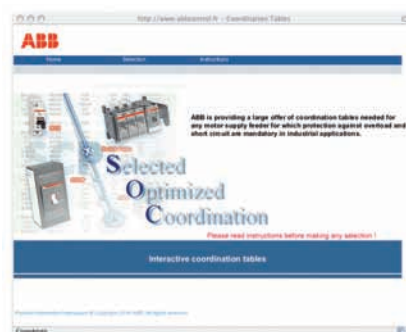 http://www.abbcontrol.fr - Coordination Tables
ABB
Home Selection Instructions
ABB is providing a large offer of coordination tables needed for
any motor supply feeder for which protection against overload and
short circuit are mandatory in industrial applications.
Selected
Optimized
Coordination
Please read instructions before making any selection !
Interactive coordination tables